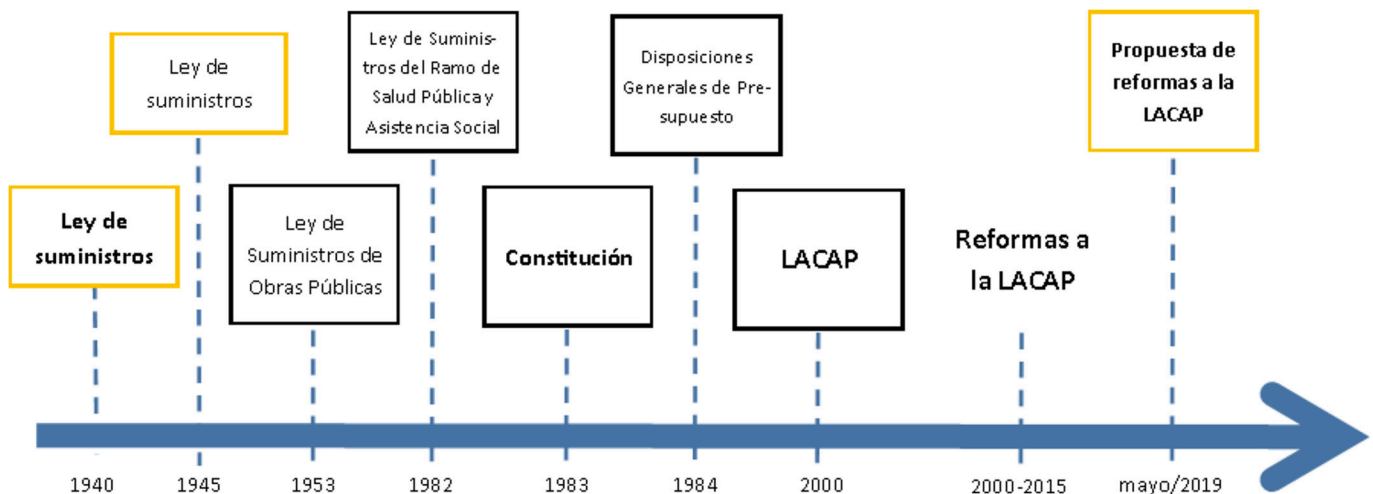 Ley de
suministros
Ley de
suministros
Ley de
Suministros de
Obras Públicas
Ley de Suminis-
tros del Ramo de
Salud Pública y
Asistencia Social
Constitución
Disposiciones
Generales de Pre-
supuesto
LACAP
Reformas a
la LACAP
Propuesta de
reformas a la
LACAP
1940
1945
1953
1982
1983
1984
2000
2000-2015
mayo/2019